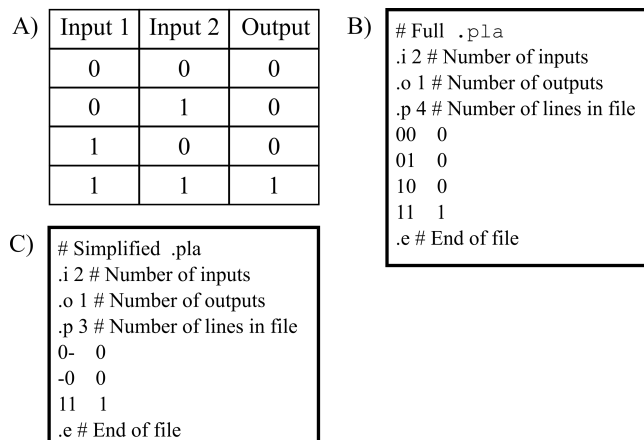 A)
Input 1 Input 2 Output
0 0 0
0 1 0
1 0 0
1 1 1
B)
# Full .pla
.i 2 # Number of inputs
.o 1 # Number of outputs
.p 4 # Number of lines in file
00 0
01 0
10 0
11 1
.e # End of file
C)
# Simplified .pla
.i 2 # Number of inputs
.o 1 # Number of outputs
.p 3 # Number of lines in file
0- 0
-0 0
11 1
.e # End of file